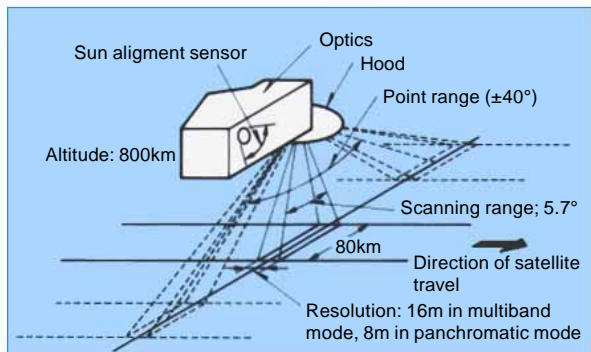 Optics
Sun aligment sensor
Hood
Point range (±40°)
Altitude: 800km
Scanning range; 5.7°
80km
Direction of satellite
travel
Resolution: 16m in multiband
mode, 8m in panchromatic mode